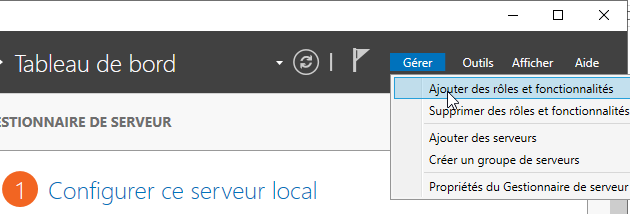 Tableau de bord
Gérer Outils Afficher Aide
Ajouter des rôles et fonctionnalités
Supprimer des rôles et fonctionnalités
ESTIONNAIRE DE SERVEUR
Ajouter des serveurs
Créer un groupe de serveurs
1 Configurer ce serveur local
Propriétés du Gestionnaire de serveur